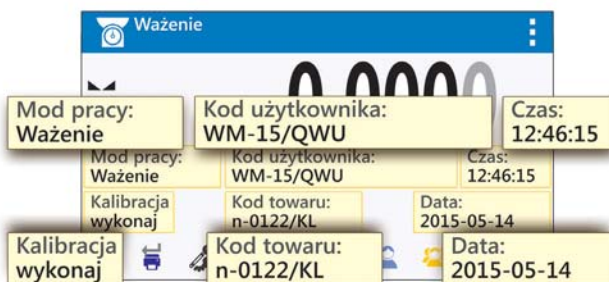 Ważenie
0.0000
Mod pracy:
Ważenie
Kod użytkownika:
WM-15/QWU
Czas:
12:46:15
Mod pracy:
Ważenie
Kod użytkownika:
WM-15/QWU
Czas:
12:46:15
Kalibracja
wykonaj
Kod towaru:
n-0122/KL
Data:
2015-05-14
Kalibracja
wykonaj
Kod towaru:
n-0122/KL
Data:
2015-05-14